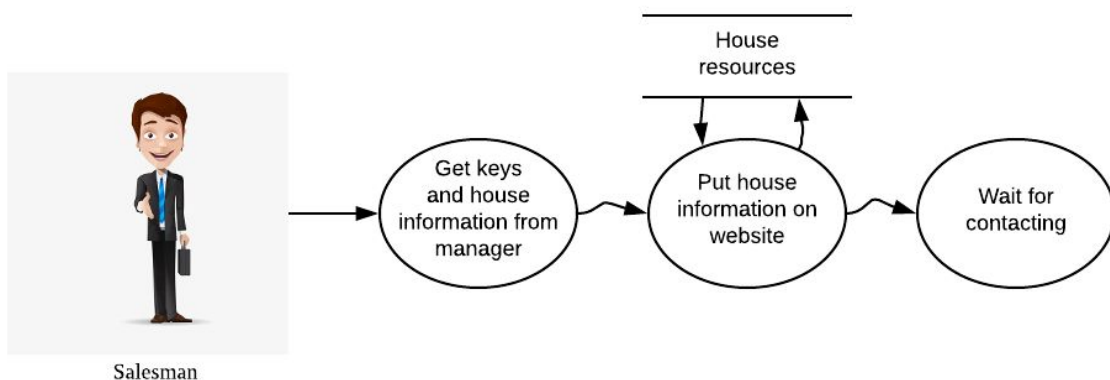 House
resources
Get keys
and house
information from
manager
Put house
information on
website
Wait for
contacting
Salesman